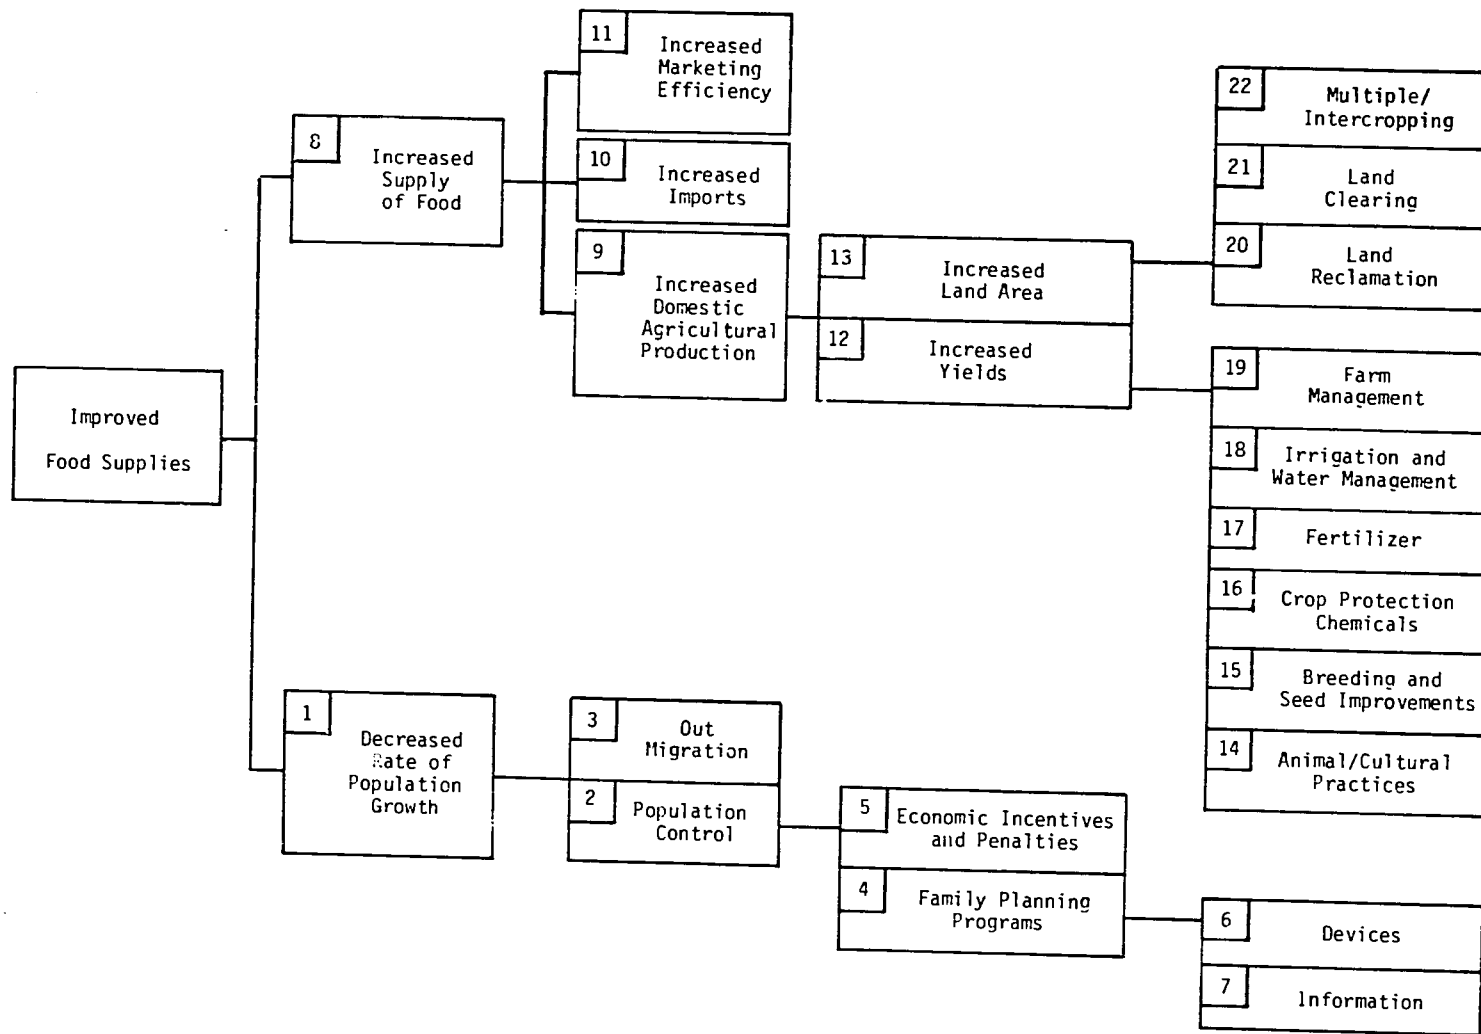 Improved
Food Supplies
8
Increased
Supply
of Food
11
Increased
Marketing
Efficiency
10
Increased
Imports
9
Increased
Domestic
Agricultural
Production
13
Increased
Land Area
12
Increased
Yields
22
Multiple/
Intercropping
21
Land
Clearing
20
Land
Reclamation
19
Farm
Management
18
Irrigation and
Water Management
17
Fertilizer
16
Crop Protection
Chemicals
15
Breeding and
Seed Improvements
14
Animal/Cultural
Practices
1
Decreased
Rate of
Population
Growth
3
Out
Migration
2
Population
Control
5
Economic Incentives
and Penalties
4
Family Planning
Programs
6
Devices
7
Information